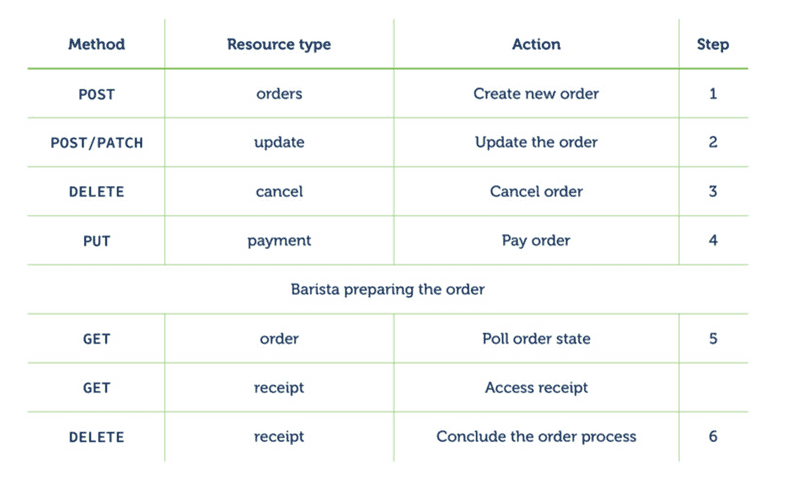 Method Resource type Action Step
POST orders Create new order 1
POST/PATCH update Update the order 2
DELETE cancel Cancel order 3
PUT payment Pay order 4
Barista preparing the order
GET order Poll order state 5
GET receipt Access receipt
DELETE receipt Conclude the order process 6